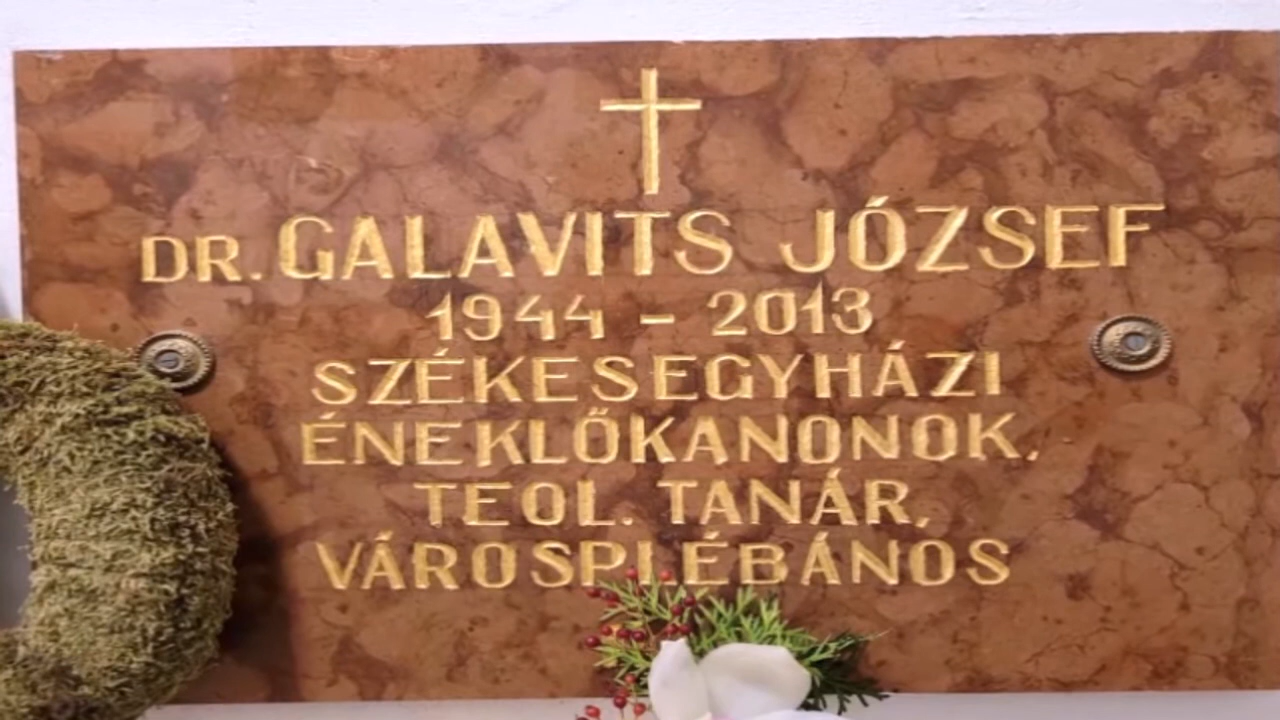 DR. GALAVITS JÓZSEF
1944 - 2013
SZÉKESEGYHÁZI
ÉNEKLŐKANONOK,
TEOL. TANÁR,
VÁROSPLÉBÁNOS